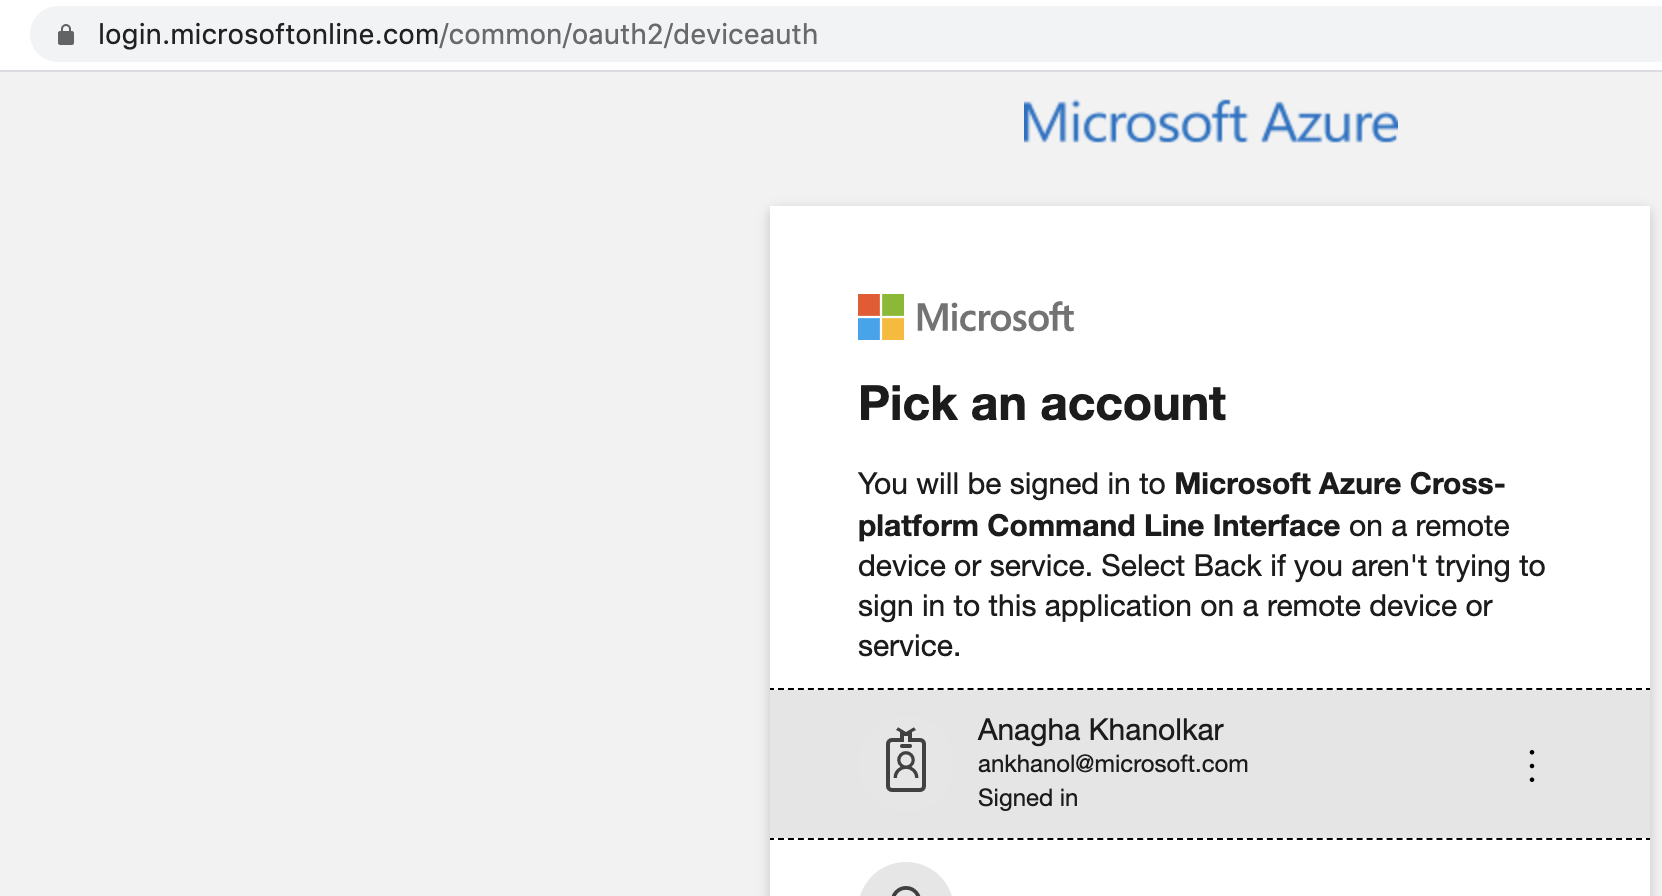 login.microsoftonline.com/common/oauth2/deviceauth
Microsoft Azure
Microsoft
Pick an account
You will be signed in to Microsoft Azure Cross-
platform Command Line Interface on a remote
device or service. Select Back if you aren't trying to
sign in to this application on a remote device or
service.
Anagha Khanolkar
ankhanol@microsoft.com
Signed in